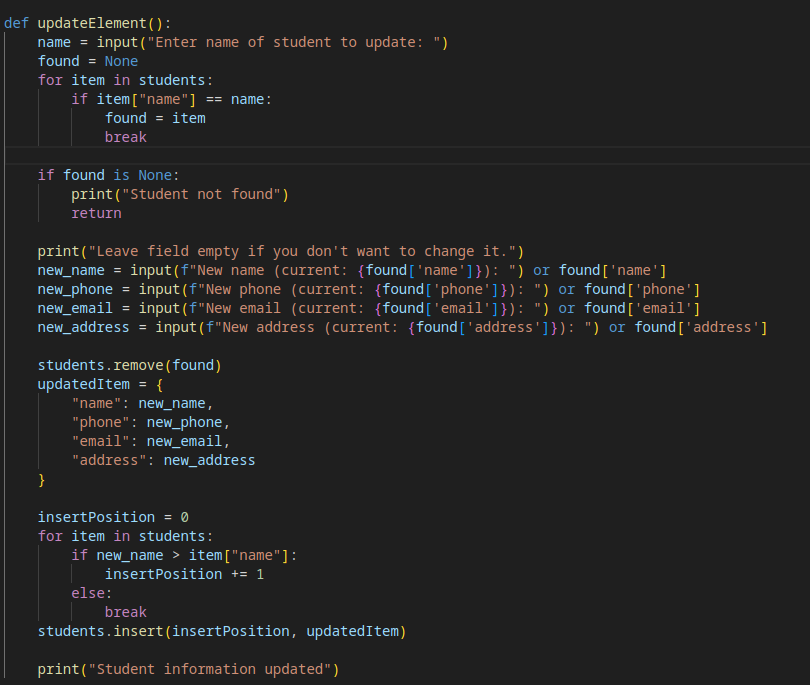 def updateElement():
    name = input("Enter name of student to update: ")
    found = None
    for item in students:
        if item["name"] == name:
            found = item
            break

    if found is None:
        print("Student not found")
        return

    print("Leave field empty if you don't want to change it.")
    new_name = input(f"New name (current: {found['name']}): ") or found['name']
    new_phone = input(f"New phone (current: {found['phone']}): ") or found['phone']
    new_email = input(f"New email (current: {found['email']}): ") or found['email']
    new_address = input(f"New address (current: {found['address']}): ") or found['address']

    students.remove(found)
    updatedItem = {
        "name": new_name,
        "phone": new_phone,
        "email": new_email,
        "address": new_address
    }

    insertPosition = 0
    for item in students:
        if new_name > item["name"]:
            insertPosition += 1
        else:
            break
    students.insert(insertPosition, updatedItem)

    print("Student information updated")